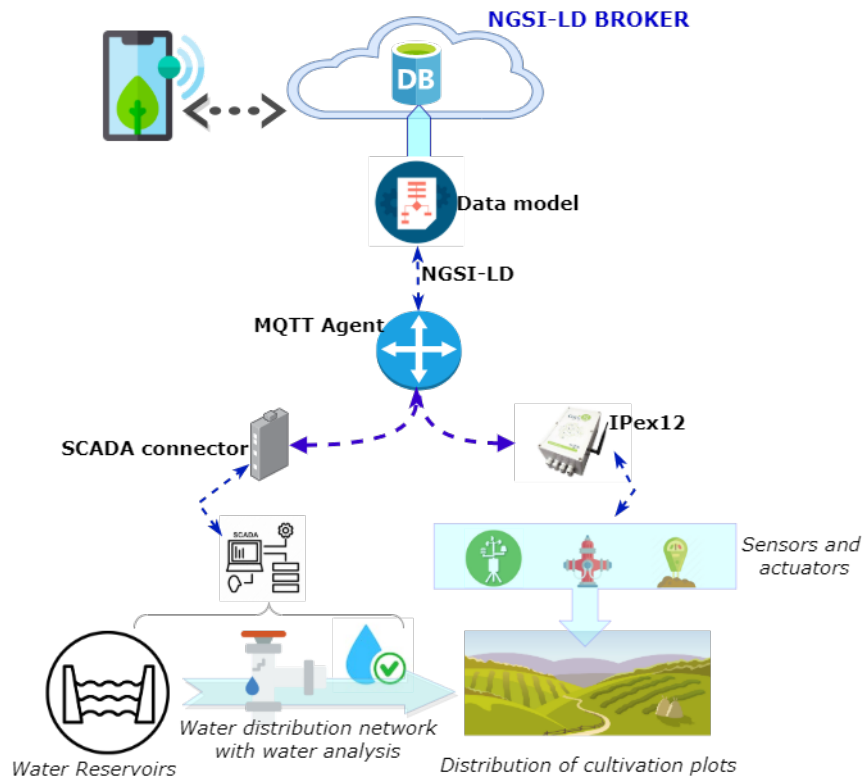 NGSI-LD BROKER
DB
Data model
NGSI-LD
MQTT Agent
IPex12
SCADA connector
SCADA
Sensors and
actuators
Water distribution network
with water analysis
Water Reservoirs
Distribution of cultivation plots